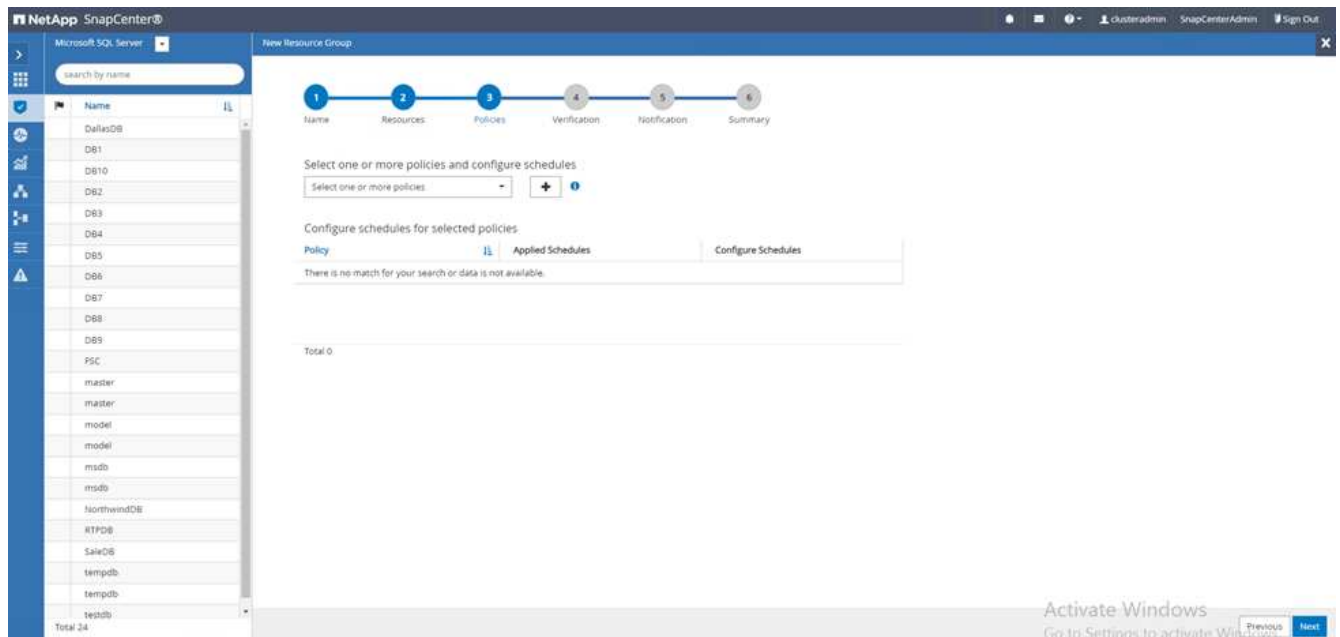 NetApp SnapCenter®
clusteradmin SnapCenterAdmin Sign Out
Microsoft SQL Server
New Resource Group
search by name
1 2 3 4 5 6
Name Resources Policies Verification Notification Summary
Name
DallasDB
DB1
DB10
DB2
DB3
DB4
DB5
DB6
DB7
DB8
DB9
FSC
master
master
model
model
msdb
msdb
NorthwindDB
RTPDB
SaleDB
tempdb
tempdb
testdb
Total 24
Select one or more policies and configure schedules
Select one or more policies
Configure schedules for selected policies
Policy Applied Schedules Configure Schedules
There is no match for your search or data is not available.
Total 0
Activate Windows
Go to Settings to activate Windows
Previous Next